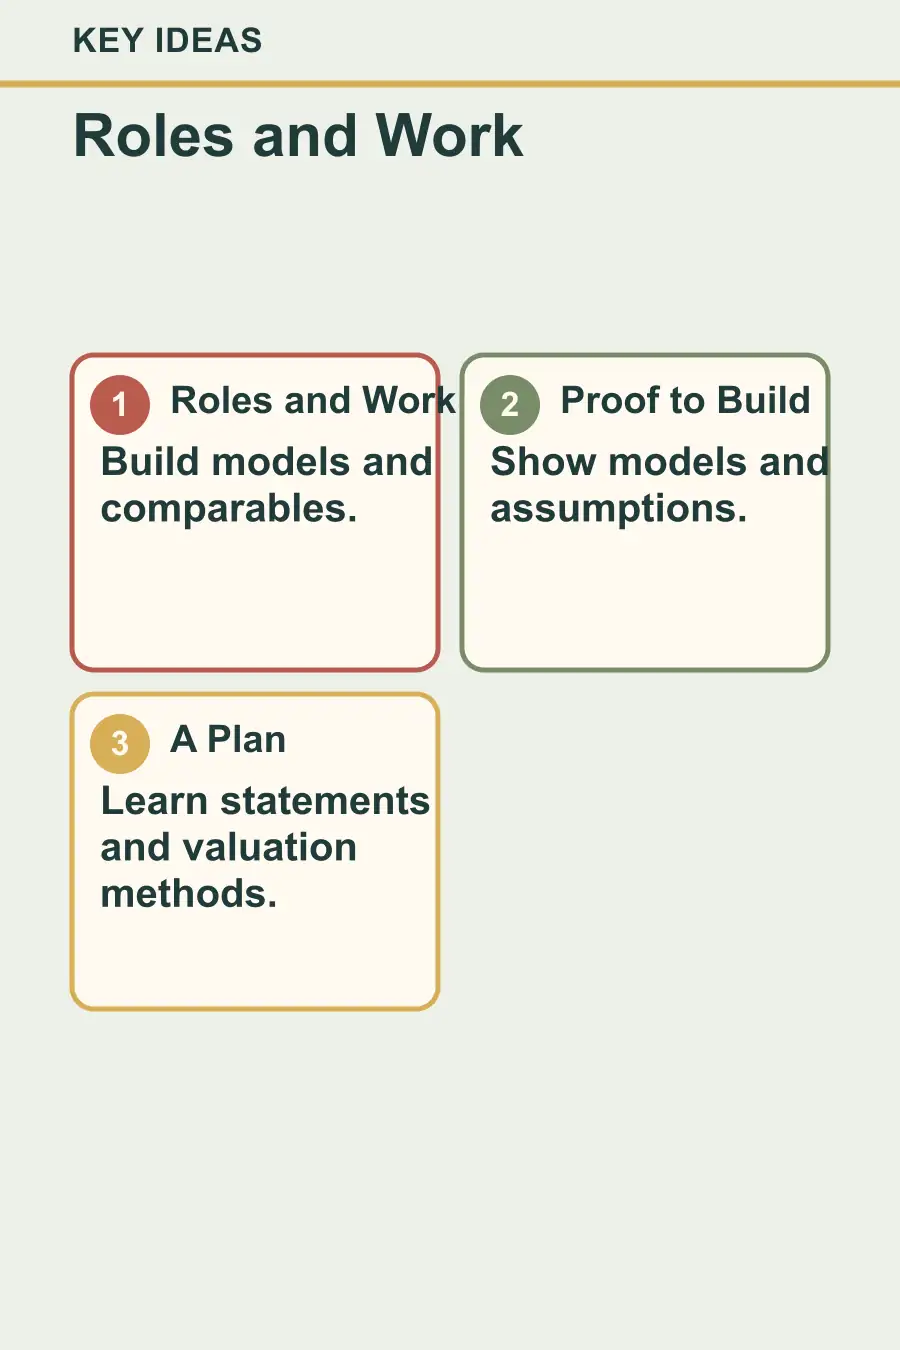 KEY IDEAS
Roles and Work
1 Roles and Work
Build models and
comparables.
2 Proof to Build
Show models and
assumptions.
3 A Plan
Learn statements
and valuation
methods.